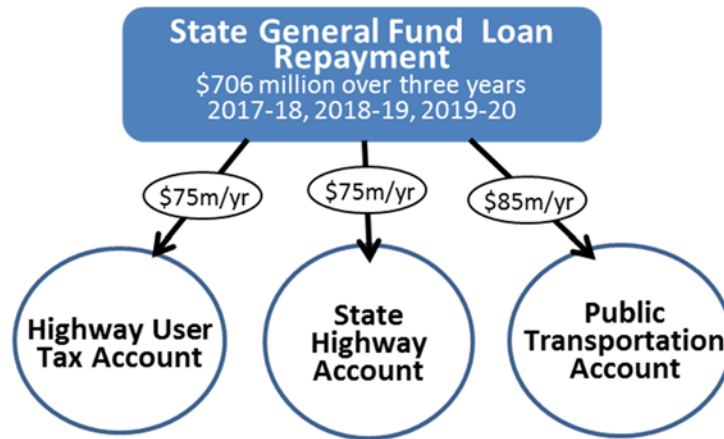 State General Fund Loan
Repayment
$706 million over three years
2017-18, 2018-19, 2019-20
$75m/yr
$75m/yr
$85m/yr
Highway User
Tax Account
State
Highway
Account
Public
Transportation
Account